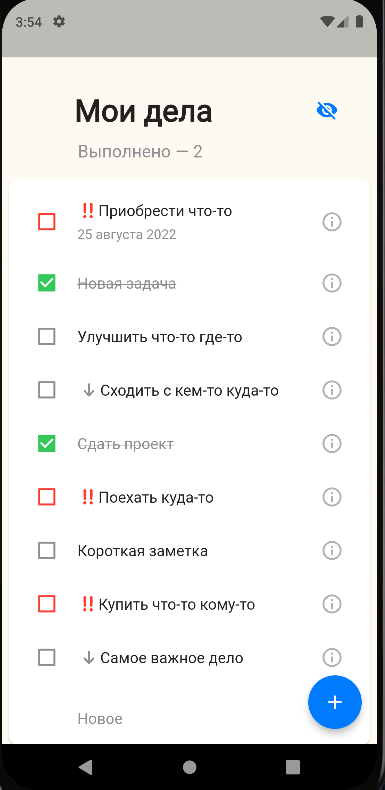 3:54
Мои дела
Выполнено — 2
‼Приобрести что-то
25 августа 2022
Новая задача
Улучшить что-то где-то
↓ Сходить с кем-то куда-то
Сдать проект
‼Поехать куда-то
Короткая заметка
‼Купить что-то кому-то
↓ Самое важное дело
Новое